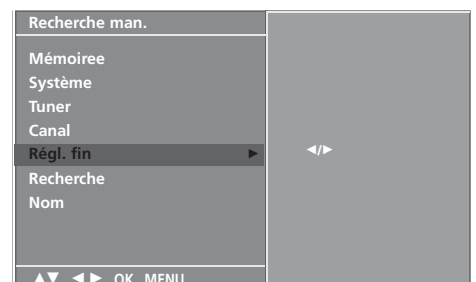 Recherche man.
Mémoiree
Système
Tuner
Canal
Régl. fin ►
◄/►
Recherche
Nom
▲▼ ◄► OK MENU